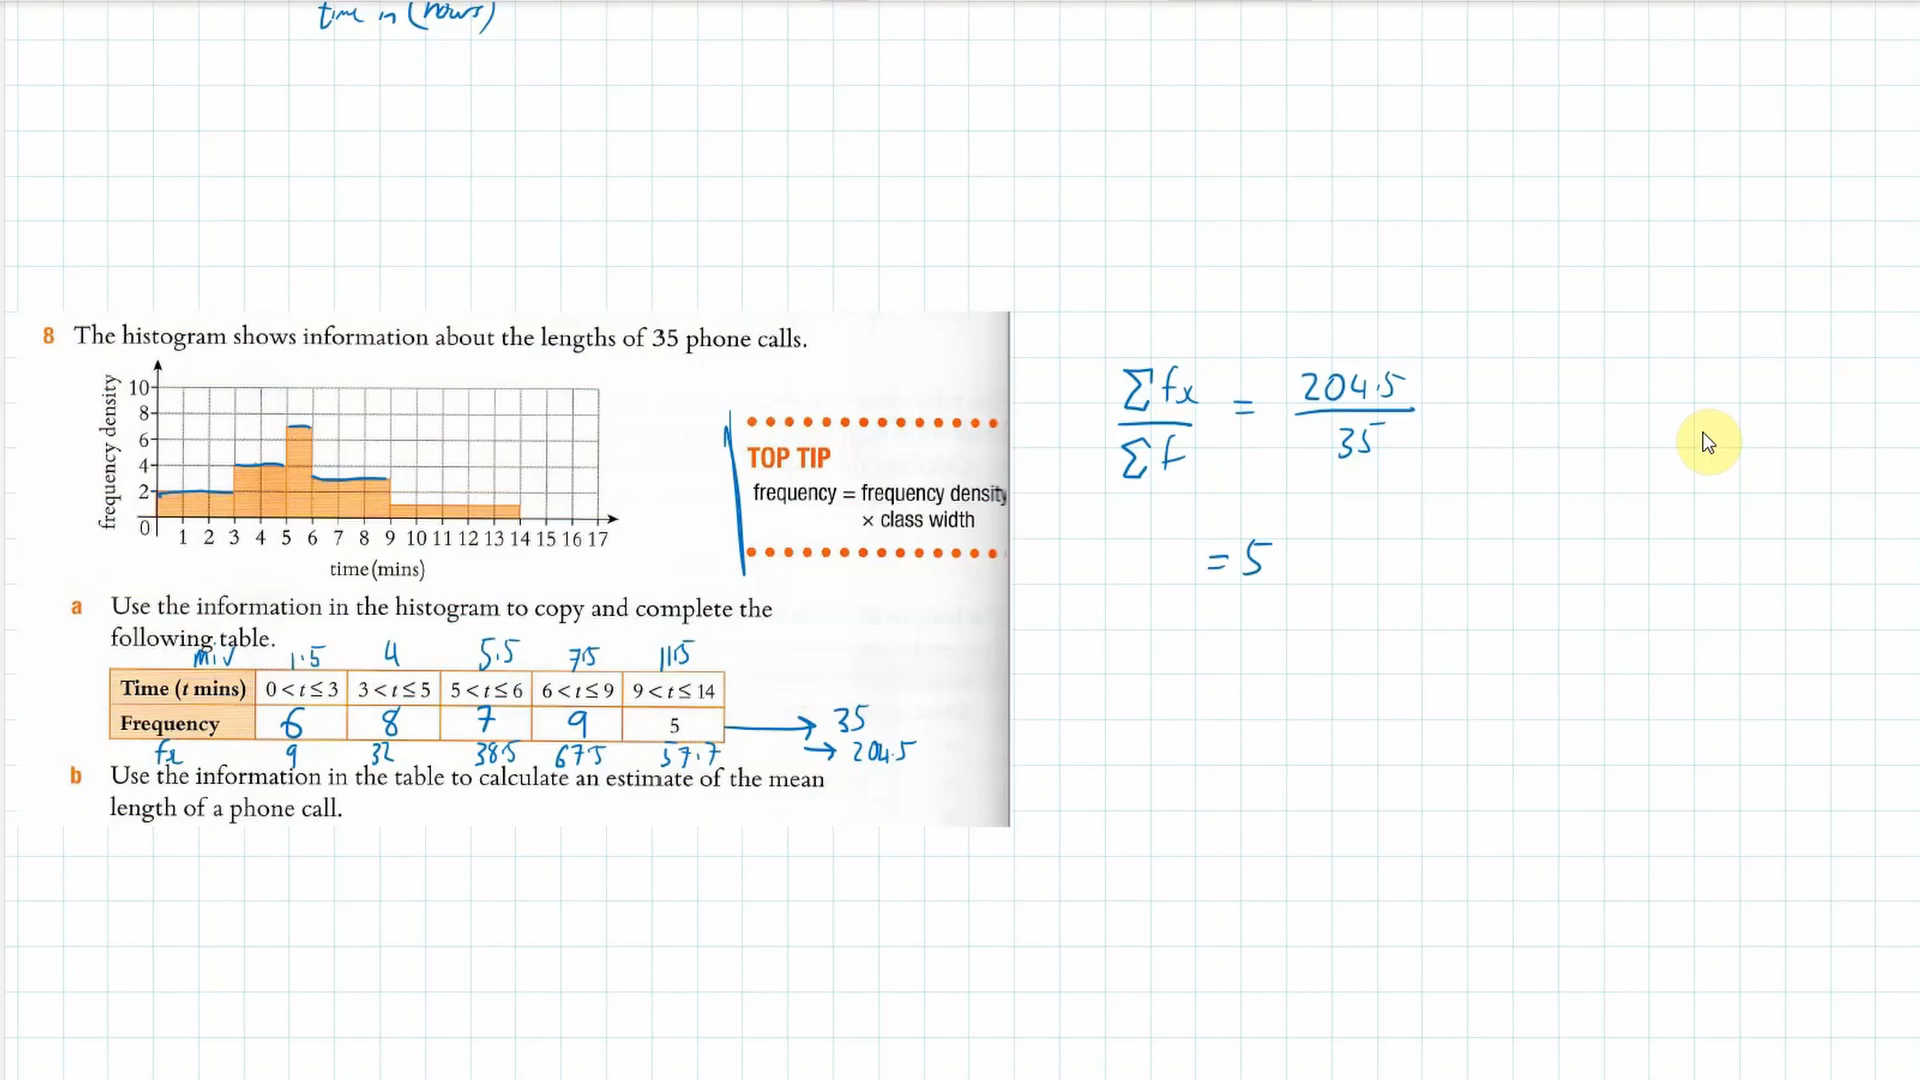 time in (hours)
8 The histogram shows information about the lengths of 35 phone calls.
frequency density
10
8
6
4
2
0
1 2 3 4 5 6 7 8 9 10 11 12 13 14 15 16 17
time (mins)
TOP TIP
frequency = frequency density
× class width
Σfx
Σf
=
204.5
35
= 5
a Use the information in the histogram to copy and complete the
following table.
1.5 4 5.5 7.5 11.5
Time (t mins) 0 < t ≤ 3 3 < t ≤ 5 5 < t ≤ 6 6 < t ≤ 9 9 < t ≤ 14
Frequency 6 8 7 9 5 → 35
fx 9 32 38.5 67.5 57.7 → 204.5
b Use the information in the table to calculate an estimate of the mean
length of a phone call.